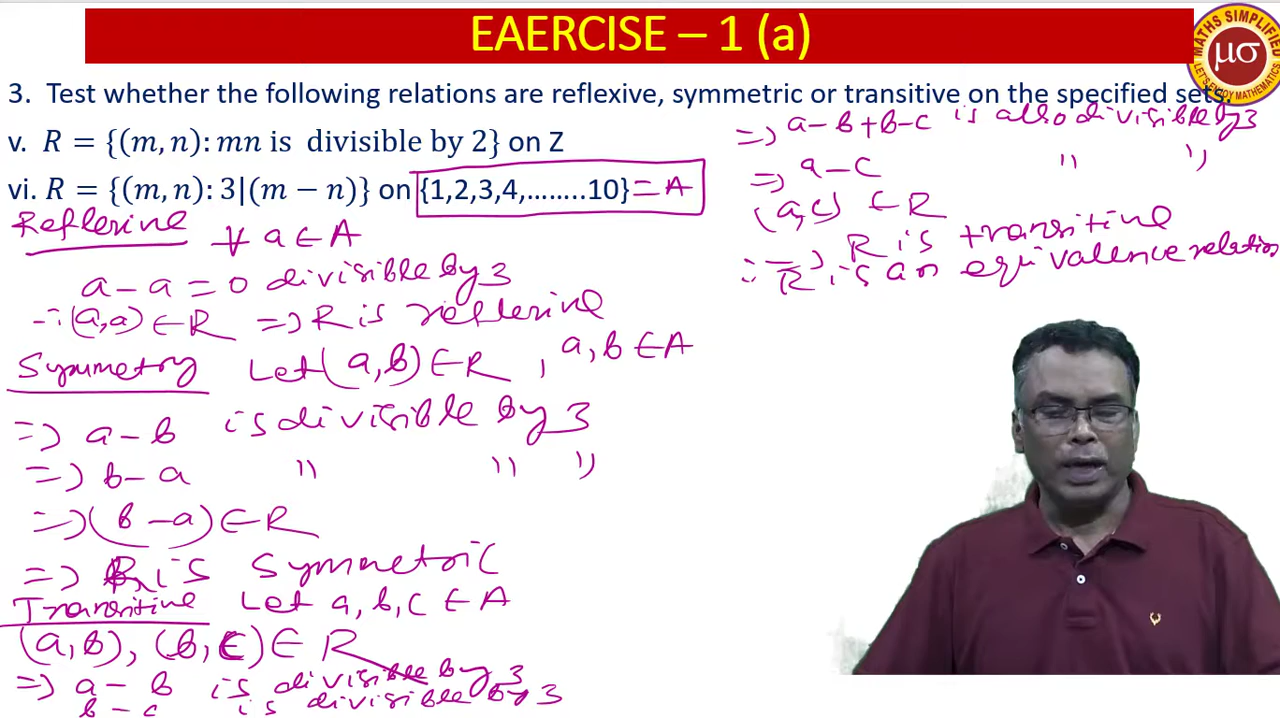 EAERCISE – 1 (a)
MATHS SIMPLIFIED
μσ
LET'S ENJOY MATHEMATICS
3. Test whether the following relations are reflexive, symmetric or transitive on the specified sets.
v. R = {(m, n): mn is divisible by 2} on Z
vi. R = {(m, n): 3|(m − n)} on {1,2,3,4,........10} = A
Reflexive ∀ a ∈ A
a - a = 0 divisible by 3
∴ (a,a) ∈ R => R is reflexive
Symmetry Let (a,b) ∈ R , a, b ∈ A
=> a - b is divisible by 3
=> b - a " " "
=> (b - a) ∈ R
=> R is Symmetric
Transitive Let a, b, c ∈ A
(a,b), (b,c) ∈ R
=> a - b is divisible by 3
b - c is divisible by 3
=> a - b + b - c is also divisible by 3
=> a - c " "
(a,c) ∈ R
=> R is transitive
∴ R is an equivalence relation